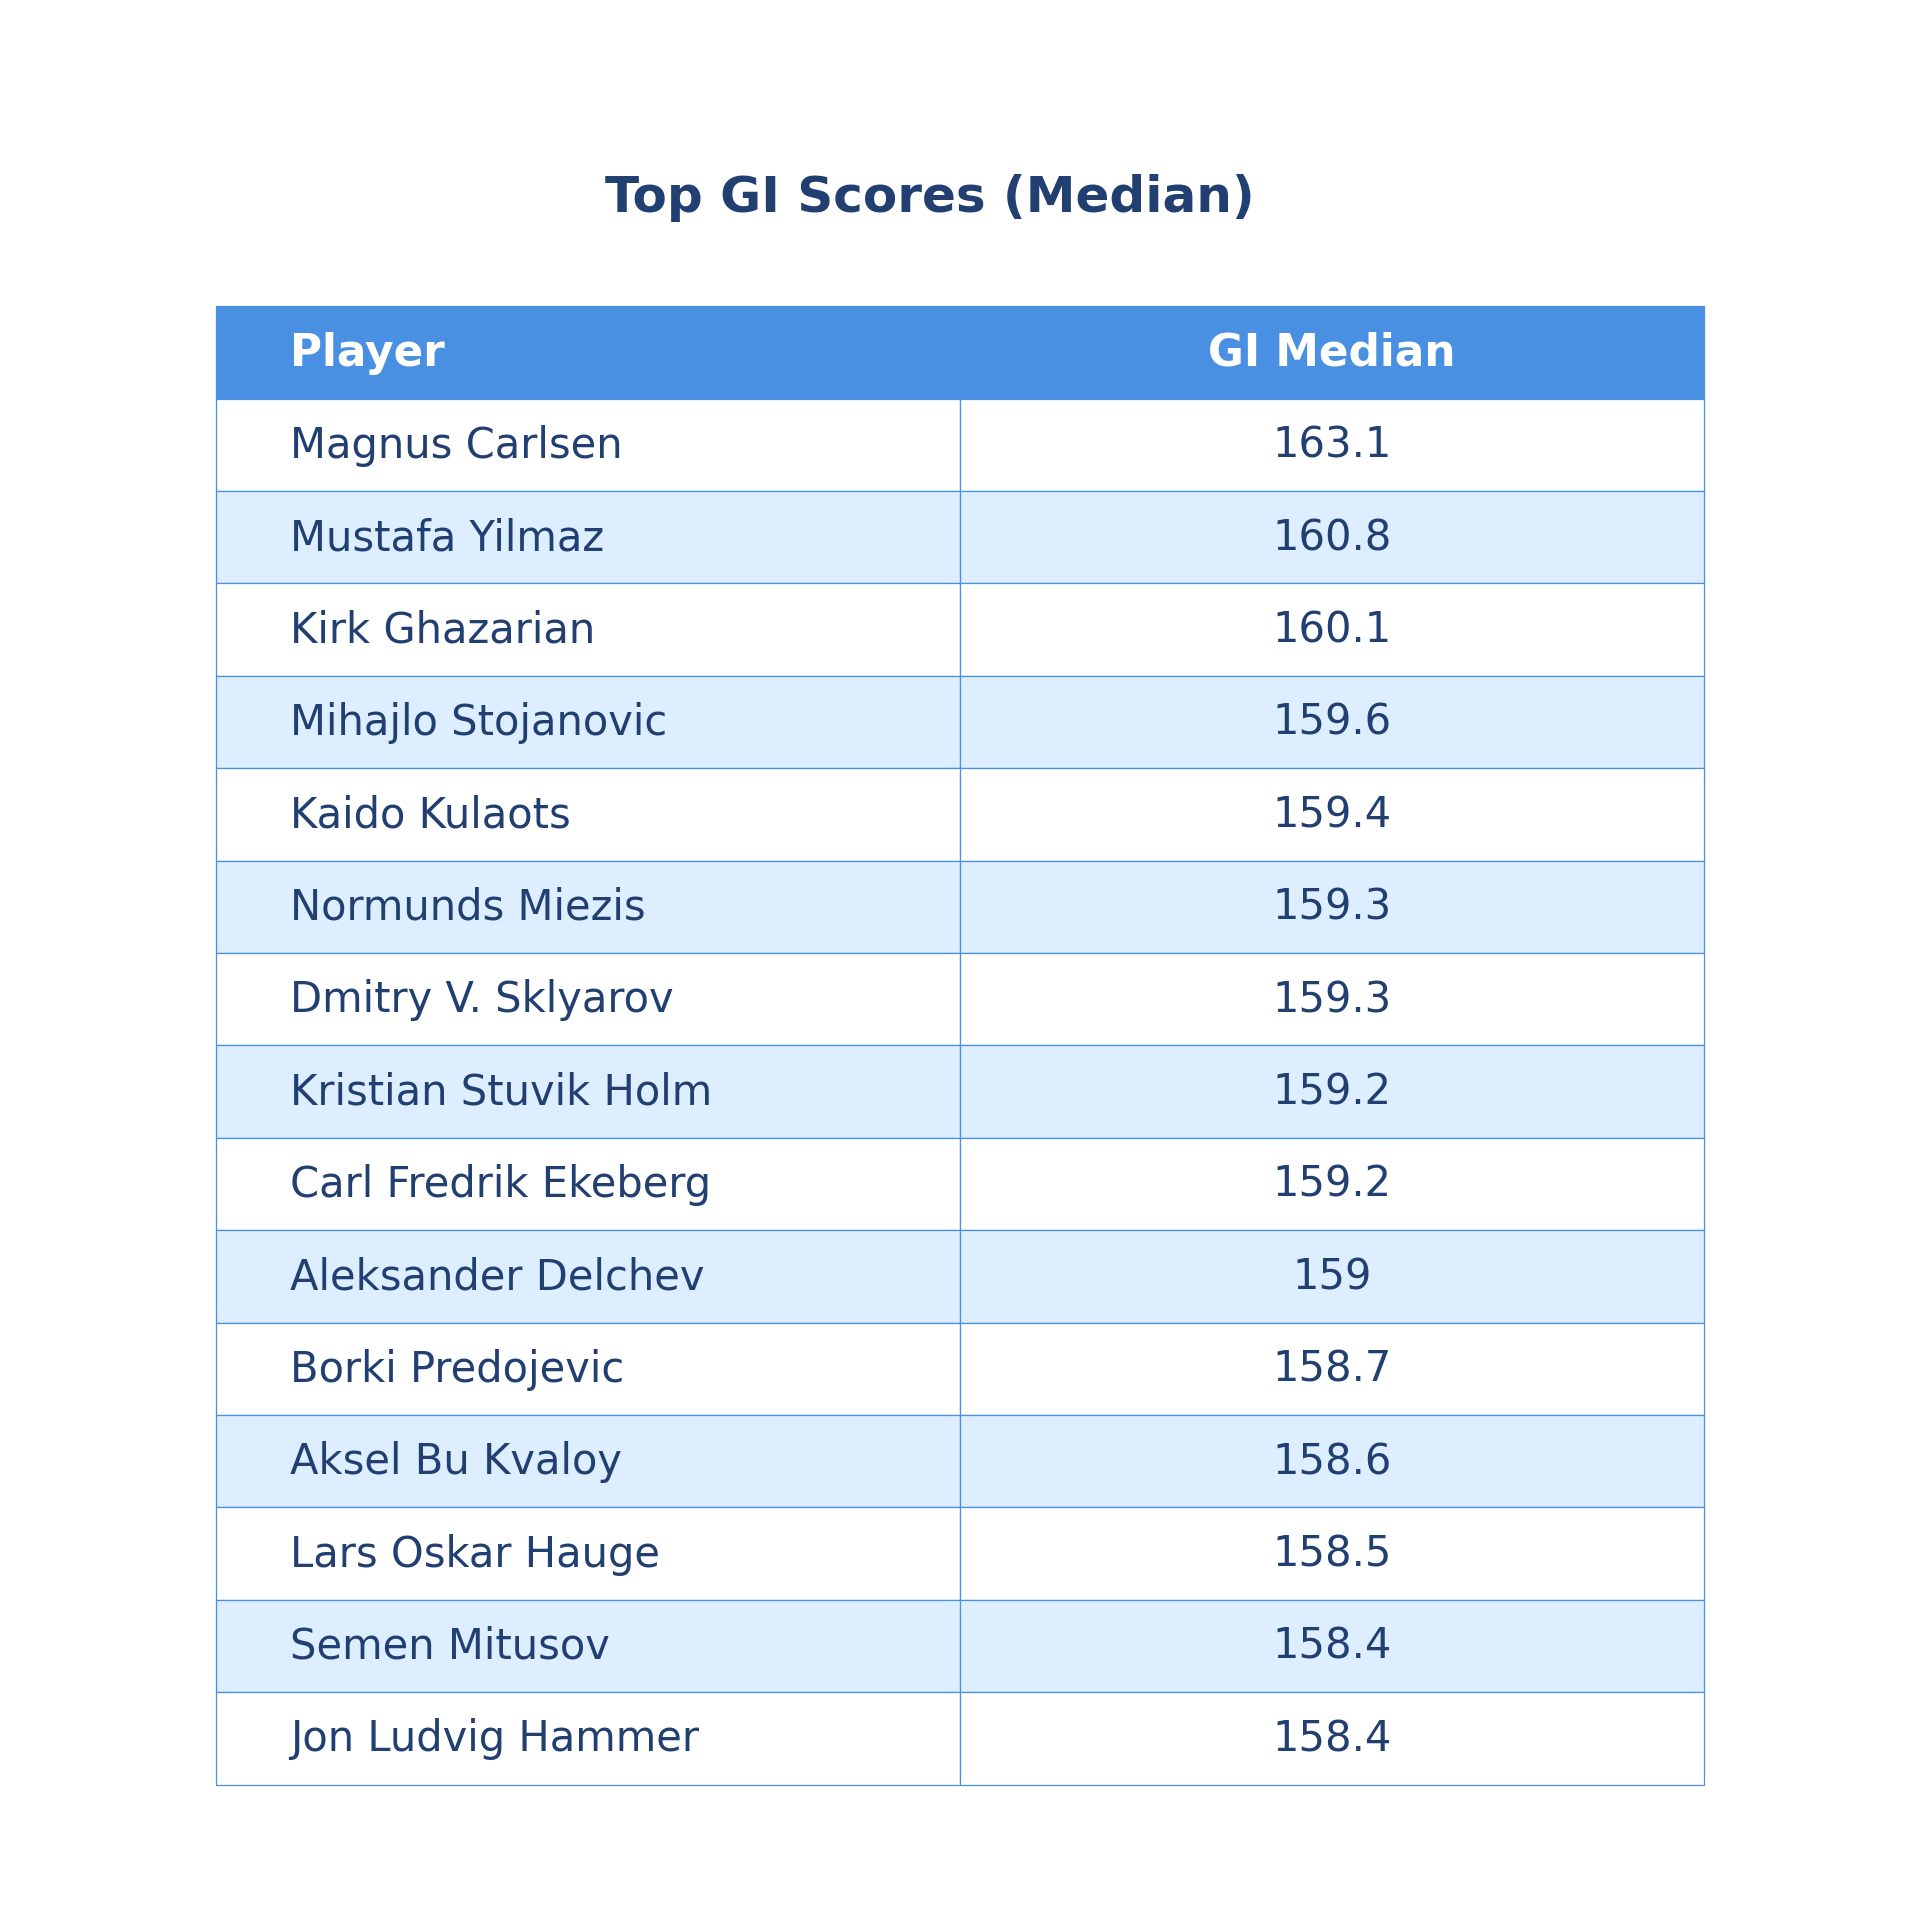 Top GI Scores (Median)
Player GI Median
Magnus Carlsen 163.1
Mustafa Yilmaz 160.8
Kirk Ghazarian 160.1
Mihajlo Stojanovic 159.6
Kaido Kulaots 159.4
Normunds Miezis 159.3
Dmitry V. Sklyarov 159.3
Kristian Stuvik Holm 159.2
Carl Fredrik Ekeberg 159.2
Aleksander Delchev 159
Borki Predojevic 158.7
Aksel Bu Kvaloy 158.6
Lars Oskar Hauge 158.5
Semen Mitusov 158.4
Jon Ludvig Hammer 158.4